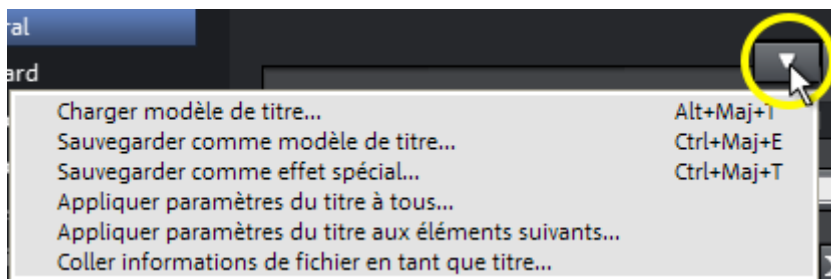 ral
ard
Charger modèle de titre... Alt+Maj+T
Sauvegarder comme modèle de titre... Ctrl+Maj+E
Sauvegarder comme effet spécial... Ctrl+Maj+T
Appliquer paramètres du titre à tous...
Appliquer paramètres du titre aux éléments suivants...
Coller informations de fichier en tant que titre...